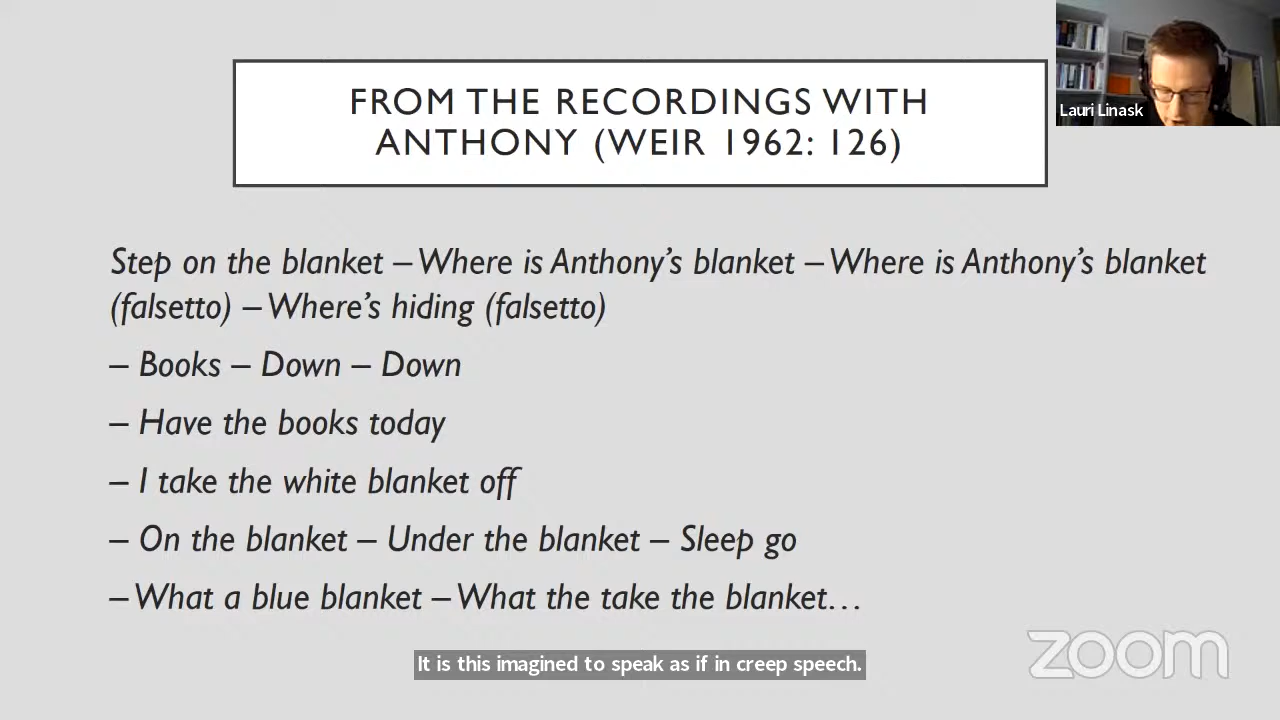 FROM THE RECORDINGS WITH
ANTHONY (WEIR 1962: 126)
Lauri Linask
Step on the blanket – Where is Anthony's blanket – Where is Anthony's blanket
(falsetto) – Where's hiding (falsetto)
– Books – Down – Down
– Have the books today
– I take the white blanket off
– On the blanket – Under the blanket – Sleep go
– What a blue blanket – What the take the blanket…
It is this imagined to speak as if in creep speech.
zoom